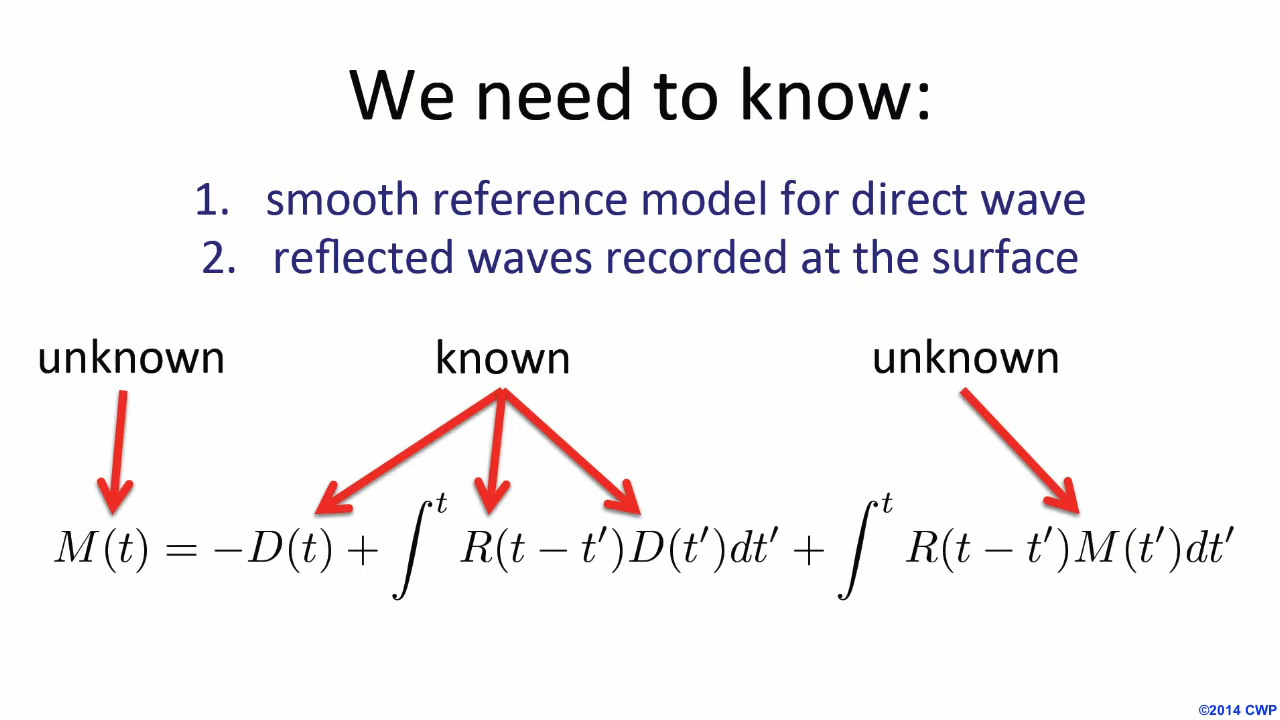 We need to know:
1. smooth reference model for direct wave
2. reflected waves recorded at the surface
unknown known unknown
M(t) = −D(t) + ∫^t R(t − t′)D(t′)dt′ + ∫^t R(t − t′)M(t′)dt′
©2014 CWP